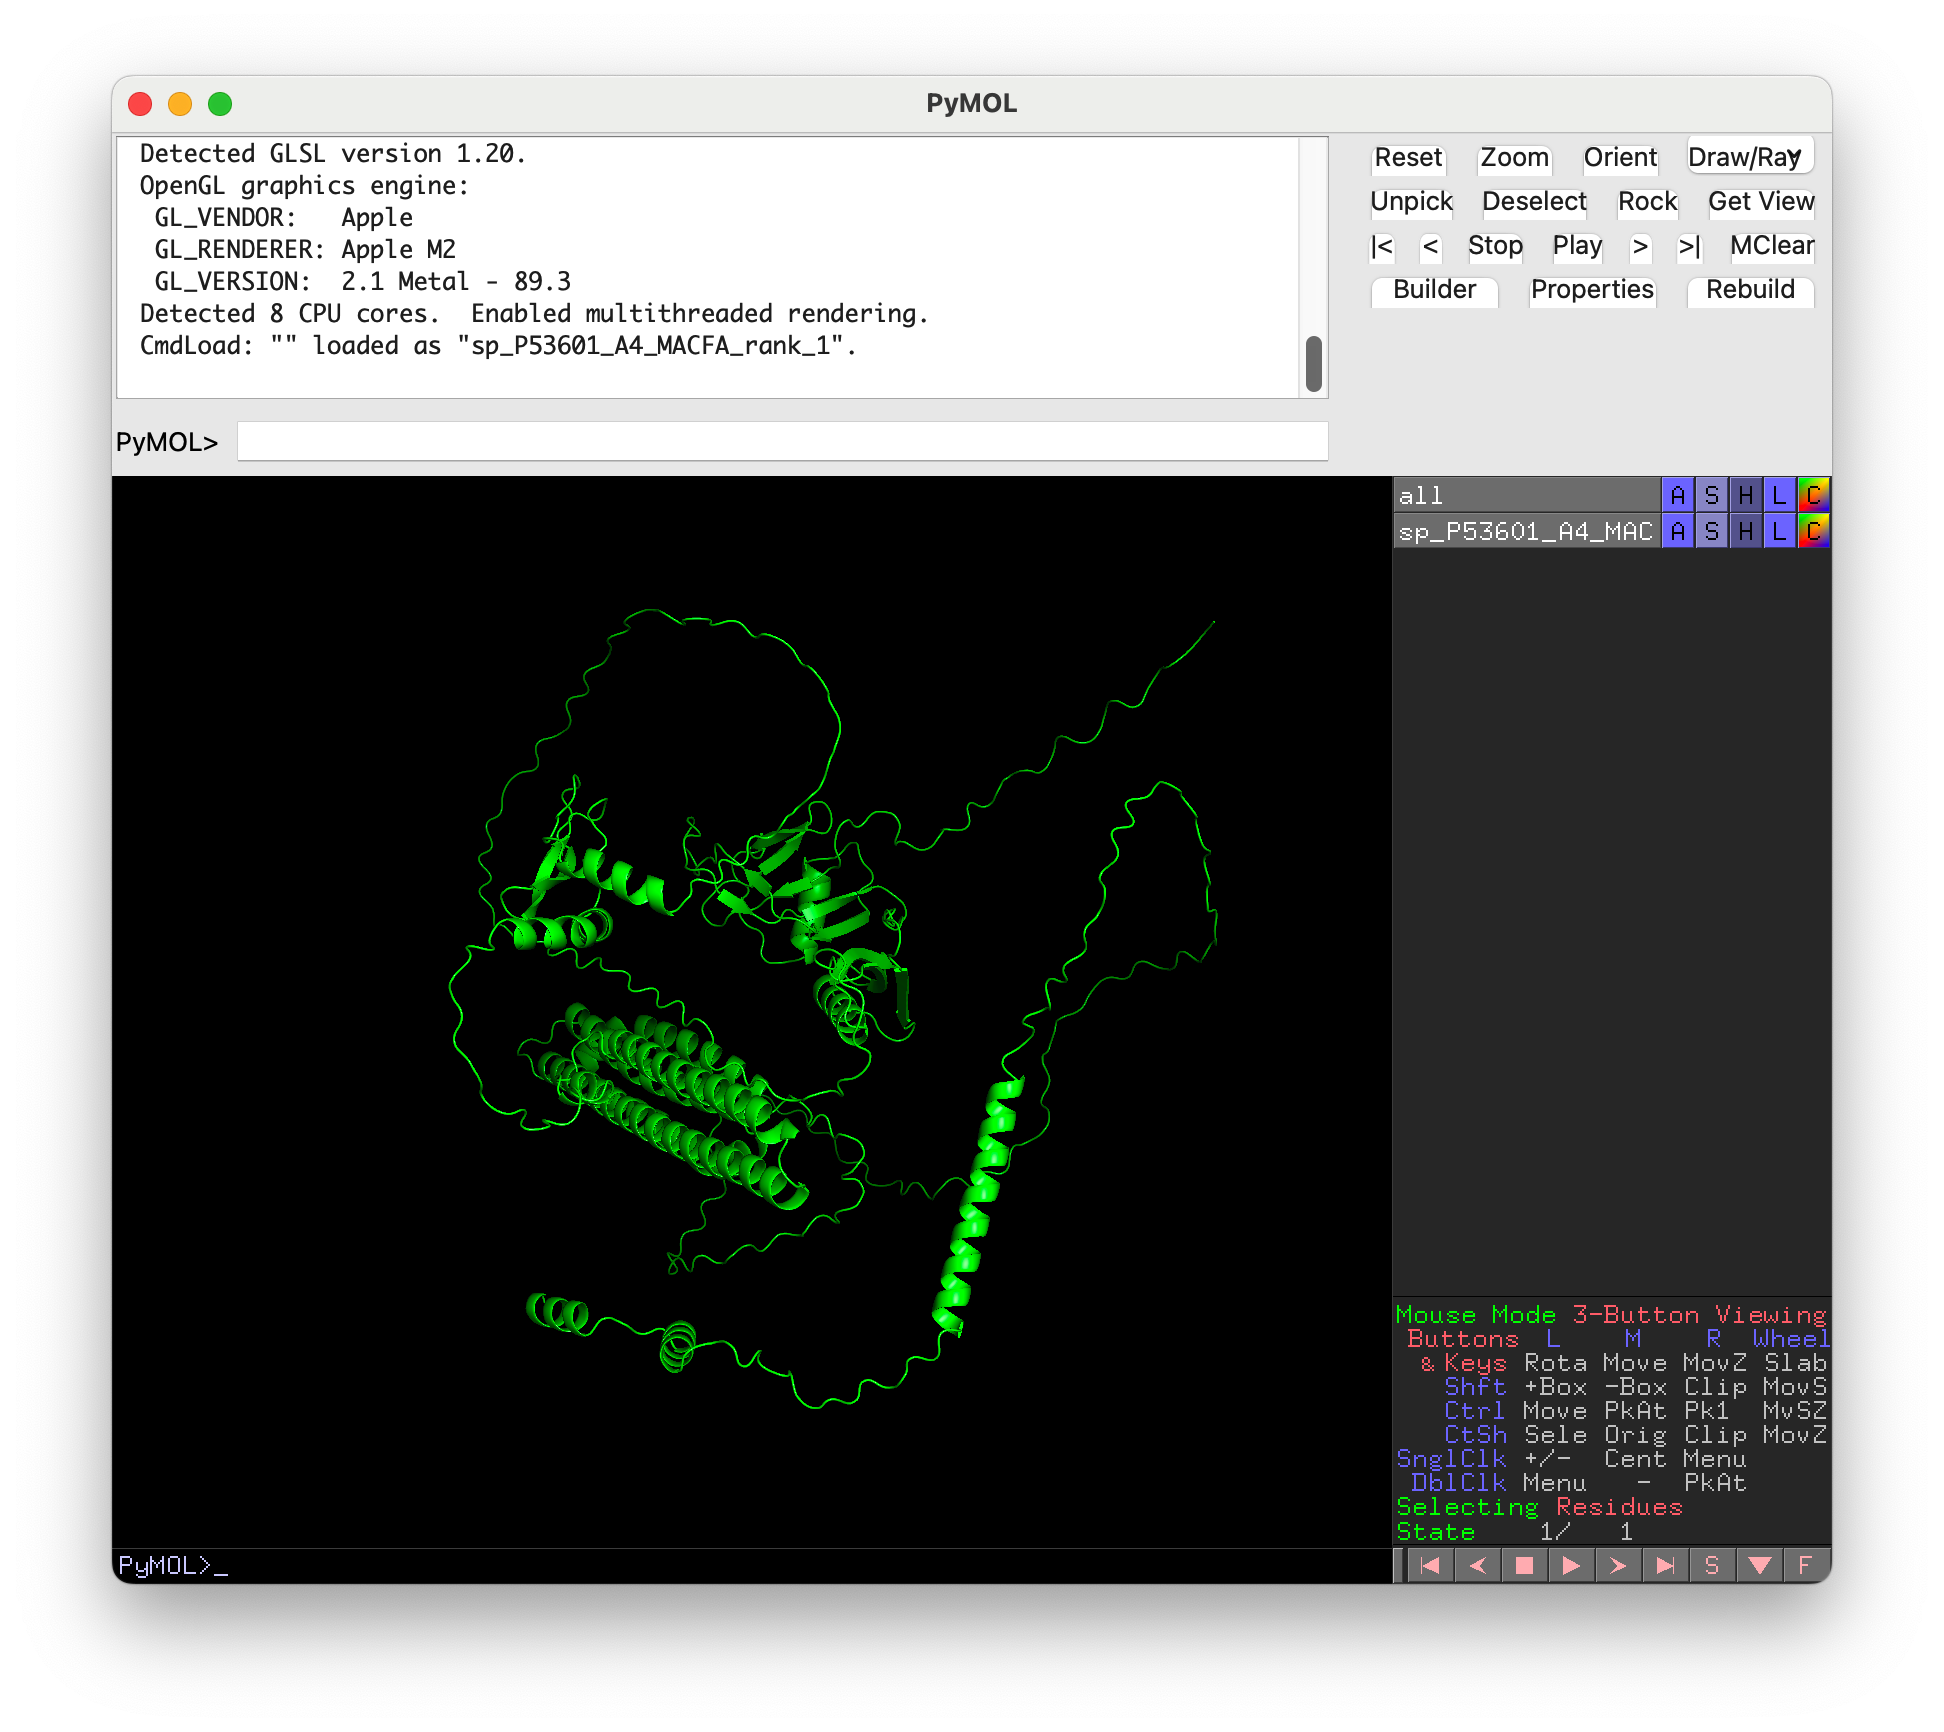 PyMOL
Detected GLSL version 1.20.
OpenGL graphics engine:
GL_VENDOR: Apple
GL_RENDERER: Apple M2
GL_VERSION: 2.1 Metal - 89.3
Detected 8 CPU cores. Enabled multithreaded rendering.
CmdLoad: "" loaded as "sp_P53601_A4_MACFA_rank_1".
Reset Zoom Orient Draw/Ray
Unpick Deselect Rock Get View
|< < Stop Play > >| MClear
Builder Properties Rebuild
PyMOL>
all A S H L C
sp_P53601_A4_MAC A S H L C
Mouse Mode 3-Button Viewing
Buttons L M R Wheel
& Keys Rota Move MovZ Slab
Shft +Box -Box Clip MovS
Ctrl Move PkAt Pk1 MvSZ
CtSh Sele Orig Clip MovZ
SnglClk +/- Cent Menu
DblClk Menu - PkAt
Selecting Residues
State 1/ 1
PyMOL>_
S F